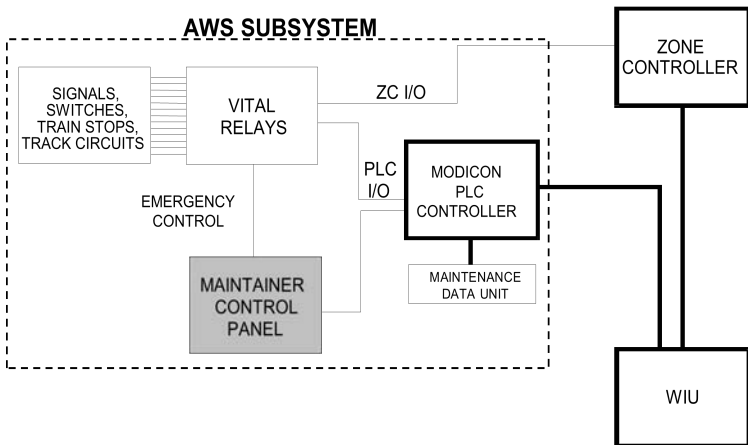 AWS SUBSYSTEM
ZONE
CONTROLLER
SIGNALS,
SWITCHES,
TRAIN STOPS,
TRACK CIRCUITS
VITAL
RELAYS
ZC I/O
PLC
I/O
MODICON
PLC
CONTROLLER
EMERGENCY
CONTROL
MAINTAINER
CONTROL
PANEL
MAINTENANCE
DATA UNIT
WIU